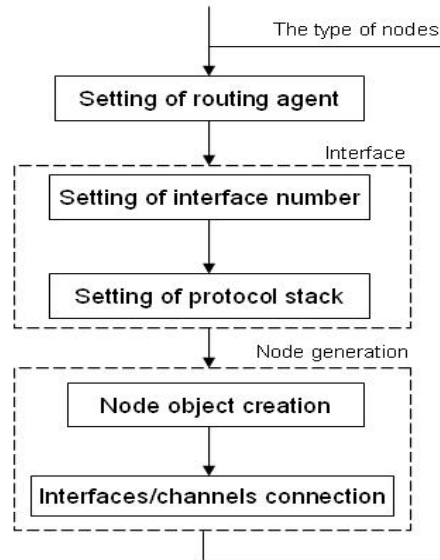 The type of nodes
Setting of routing agent
Interface
Setting of interface number
Setting of protocol stack
Node generation
Node object creation
Interfaces/channels connection